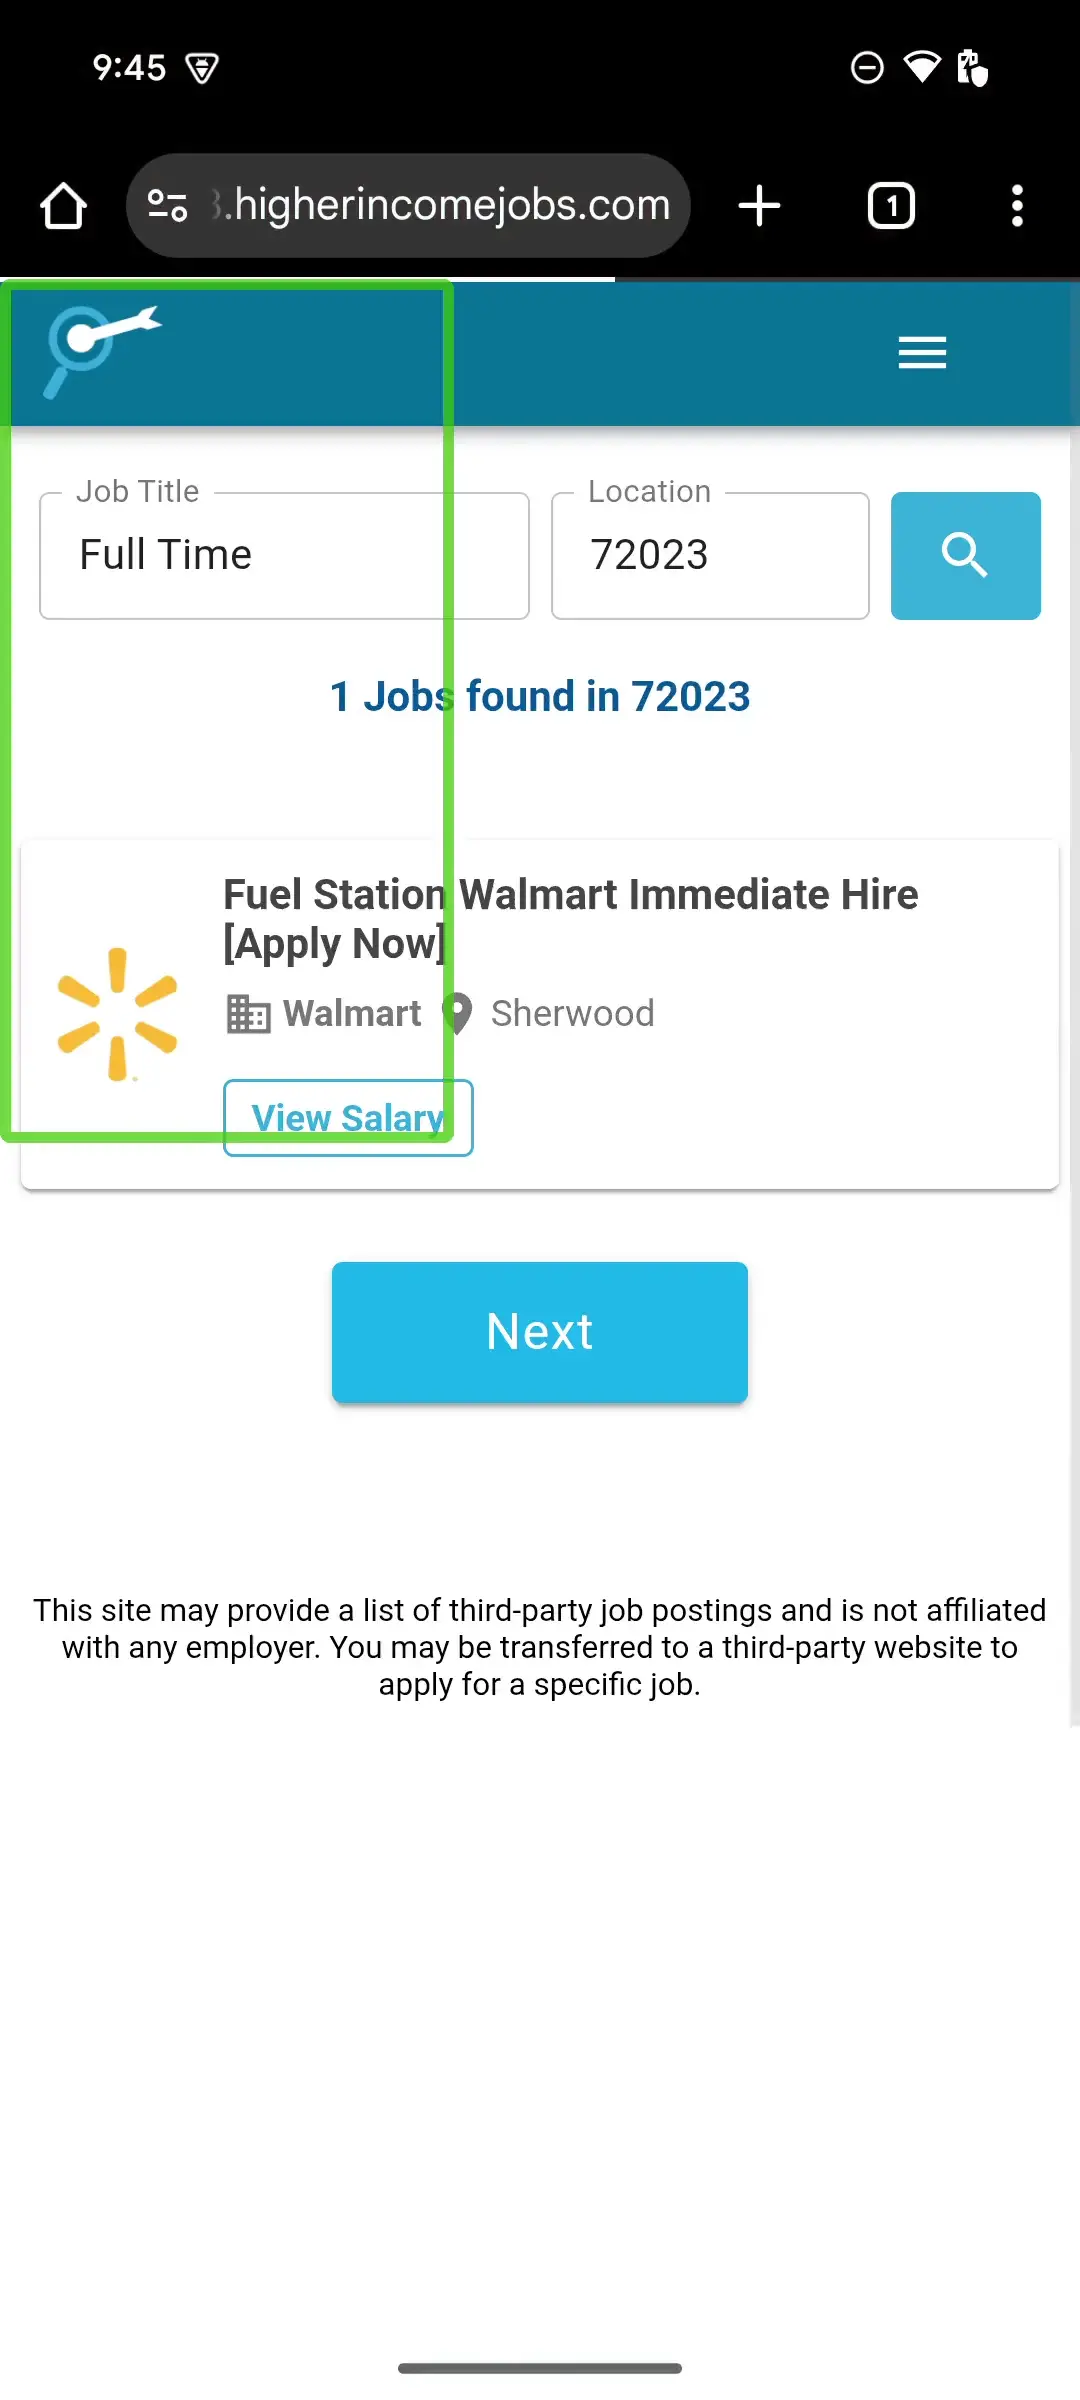 9:45
.higherincomejobs.com
1
Job Title
Location
Full Time
72023
1 Jobs found in 72023
Fuel Station Walmart Immediate Hire
[Apply Now]
Walmart
Sherwood
View Salary
Next
This site may provide a list of third-party job postings and is not affiliated
with any employer. You may be transferred to a third-party website to
apply for a specific job.